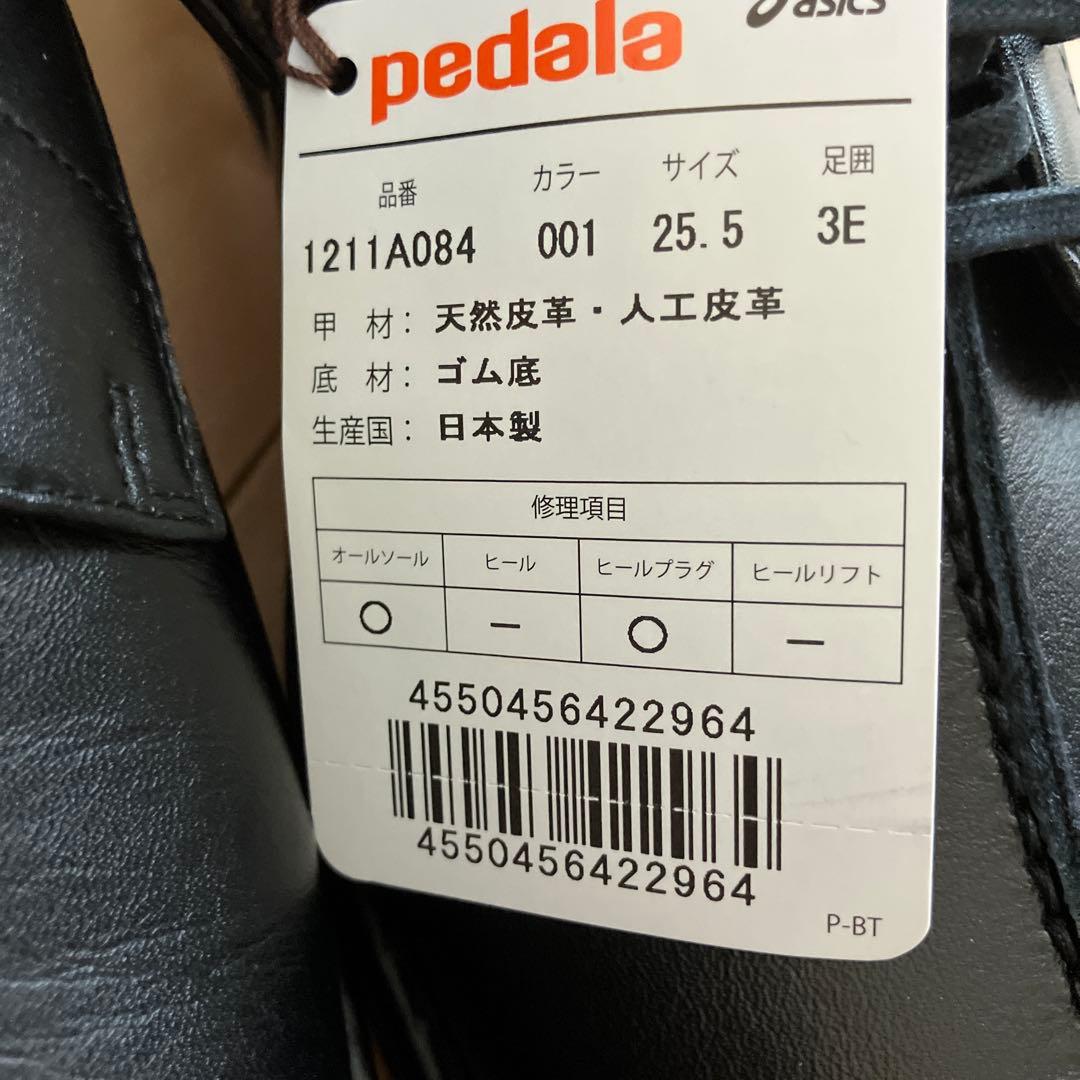 asics
pedala
品番 カラー サイズ 足囲
1211A084 001 25.5 3E
甲 材： 天然皮革・人工皮革
底 材： ゴム底
生産国： 日本製
修理項目
オールソール ヒール ヒールプラグ ヒールリフト
○ － ○ －
4550456422964
4550456422964
P-BT